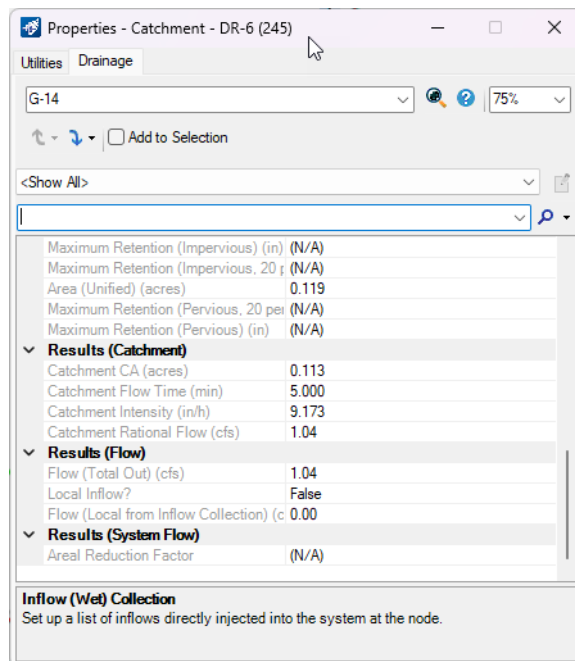 Properties - Catchment - DR-6 (245)
Utilities Drainage
G-14 75%
Add to Selection
<Show All>
Maximum Retention (Impervious) (in) (N/A)
Maximum Retention (Impervious, 20 p (N/A)
Area (Unified) (acres) 0.119
Maximum Retention (Pervious, 20 per (N/A)
Maximum Retention (Pervious) (in) (N/A)
Results (Catchment)
Catchment CA (acres) 0.113
Catchment Flow Time (min) 5.000
Catchment Intensity (in/h) 9.173
Catchment Rational Flow (cfs) 1.04
Results (Flow)
Flow (Total Out) (cfs) 1.04
Local Inflow? False
Flow (Local from Inflow Collection) (c 0.00
Results (System Flow)
Areal Reduction Factor (N/A)
Inflow (Wet) Collection
Set up a list of inflows directly injected into the system at the node.